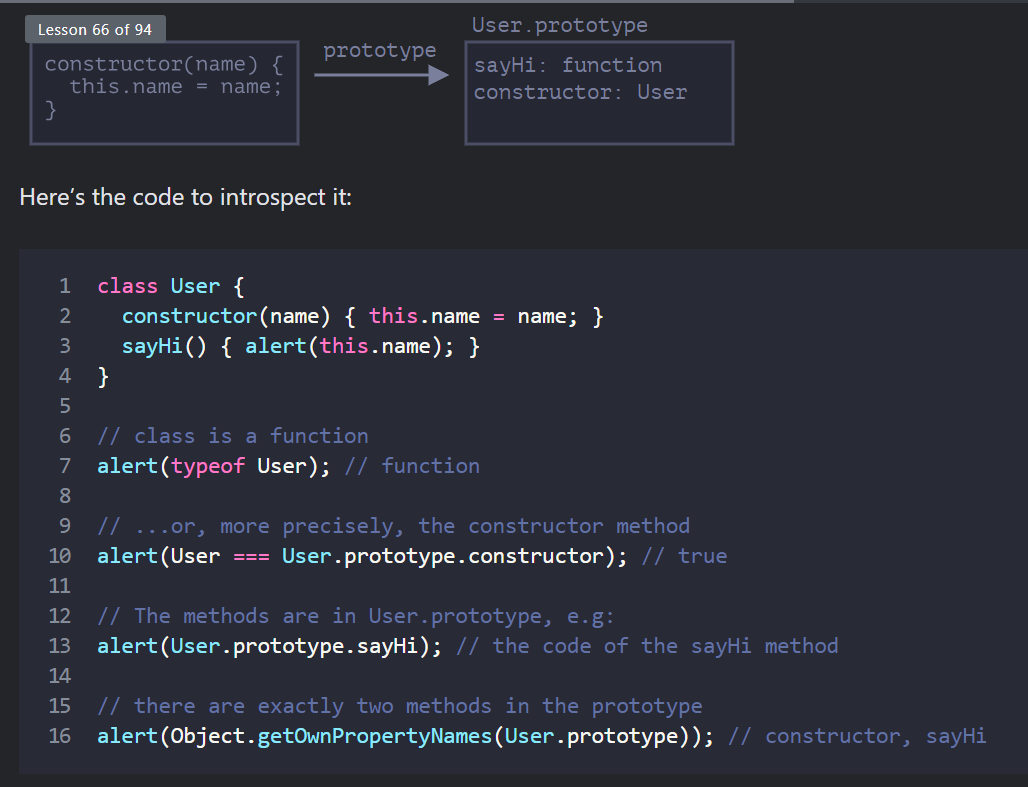 Lesson 66 of 94
constructor(name) {
  this.name = name;
}
prototype
User.prototype
sayHi: function
constructor: User
Here’s the code to introspect it:
1 class User {
2   constructor(name) { this.name = name; }
3   sayHi() { alert(this.name); }
4 }
5
6 // class is a function
7 alert(typeof User); // function
8
9 // ...or, more precisely, the constructor method
10 alert(User === User.prototype.constructor); // true
11
12 // The methods are in User.prototype, e.g:
13 alert(User.prototype.sayHi); // the code of the sayHi method
14
15 // there are exactly two methods in the prototype
16 alert(Object.getOwnPropertyNames(User.prototype)); // constructor, sayHi